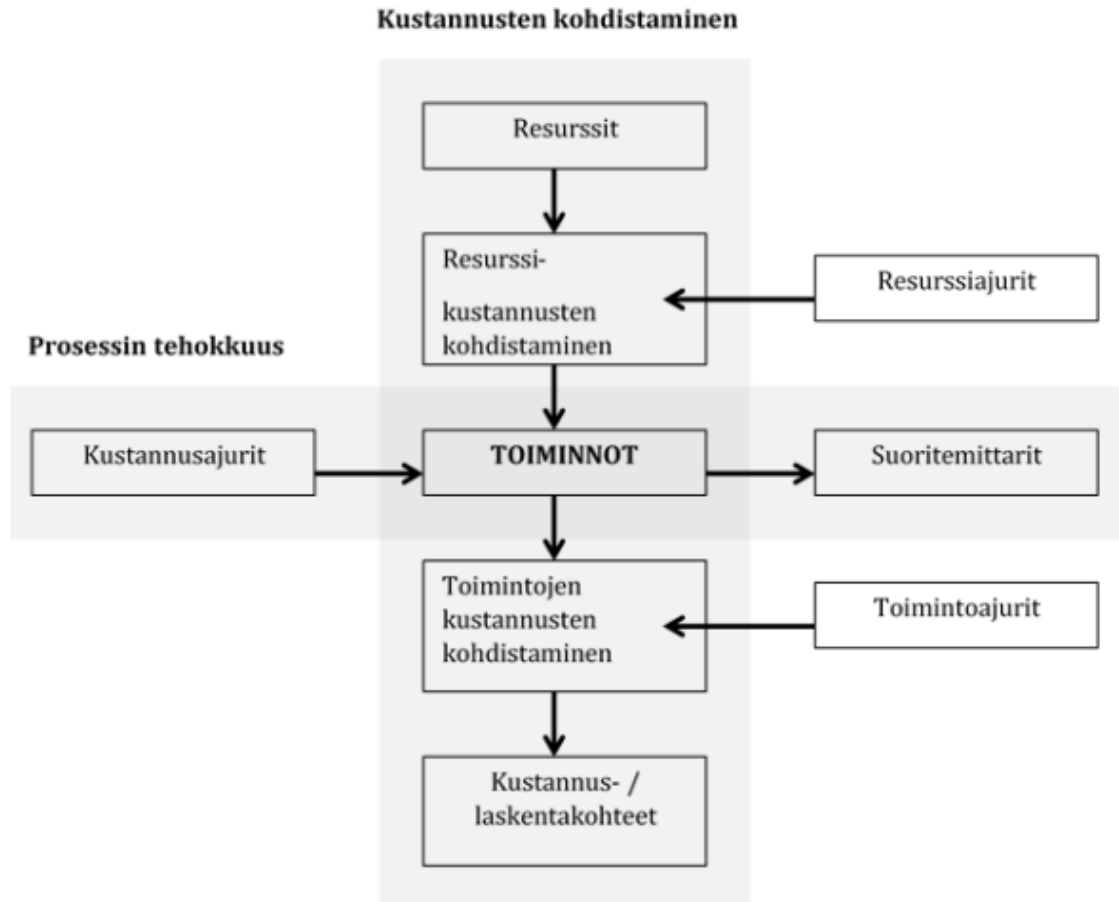 Kustannusten kohdistaminen
Resurssit
Resurssi-
kustannusten
kohdistaminen
Resurssiajurit
Prosessin tehokkuus
Kustannusajurit
TOIMINNOT
Suoritemittarit
Toimintojen
kustannusten
kohdistaminen
Toimintoajurit
Kustannus- /
laskentakohteet